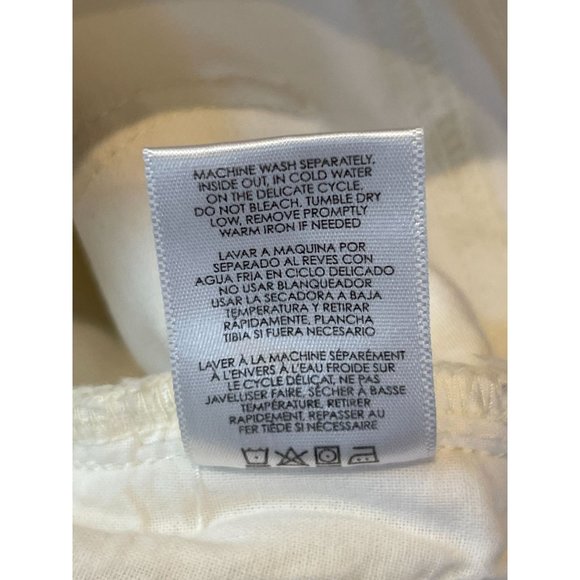 MACHINE WASH SEPARATELY,
INSIDE OUT, IN COLD WATER
ON THE DELICATE CYCLE.
DO NOT BLEACH. TUMBLE DRY
LOW, REMOVE PROMPTLY
WARM IRON IF NEEDED
LAVAR A MAQUINA POR
SEPARADO AL REVES CON
AGUA FRIA EN CICLO DELICADO
NO USAR BLANQUEADOR
USAR LA SECADORA A BAJA
TEMPERATURA Y RETIRAR
RAPIDAMENTE, PLANCHA
TIBIA SI FUERA NECESARIO
LAVER À LA MACHINE SÉPARÉMENT
À L'ENVERS À L'EAU FROIDE SUR
LE CYCLE DÉLICAT, NE PAS
JAVELUSER FAIRE, SÉCHER À BASSE
TEMPÉRATURE, RETIRER
RAPIDEMENT, REPASSER AU
FER TIÈDE SI NÉCESSAIRE